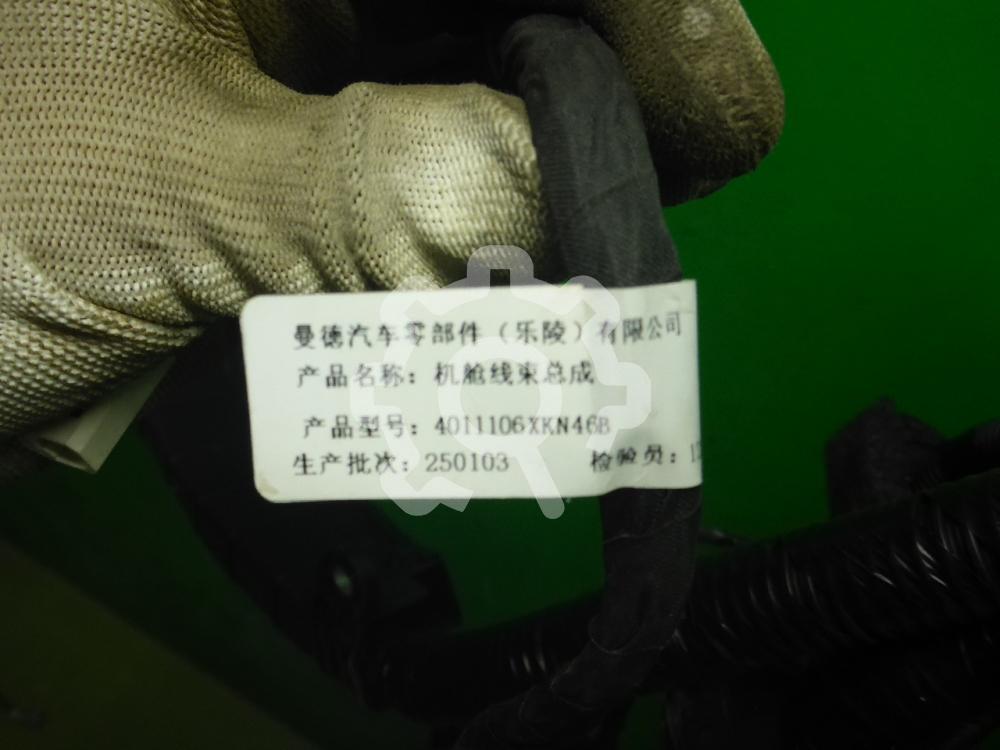 曼德汽车零部件（乐陵）有限公司
产品名称：机舱线束总成
产品型号：4011106XKN46B
生产批次：250103 检验员：